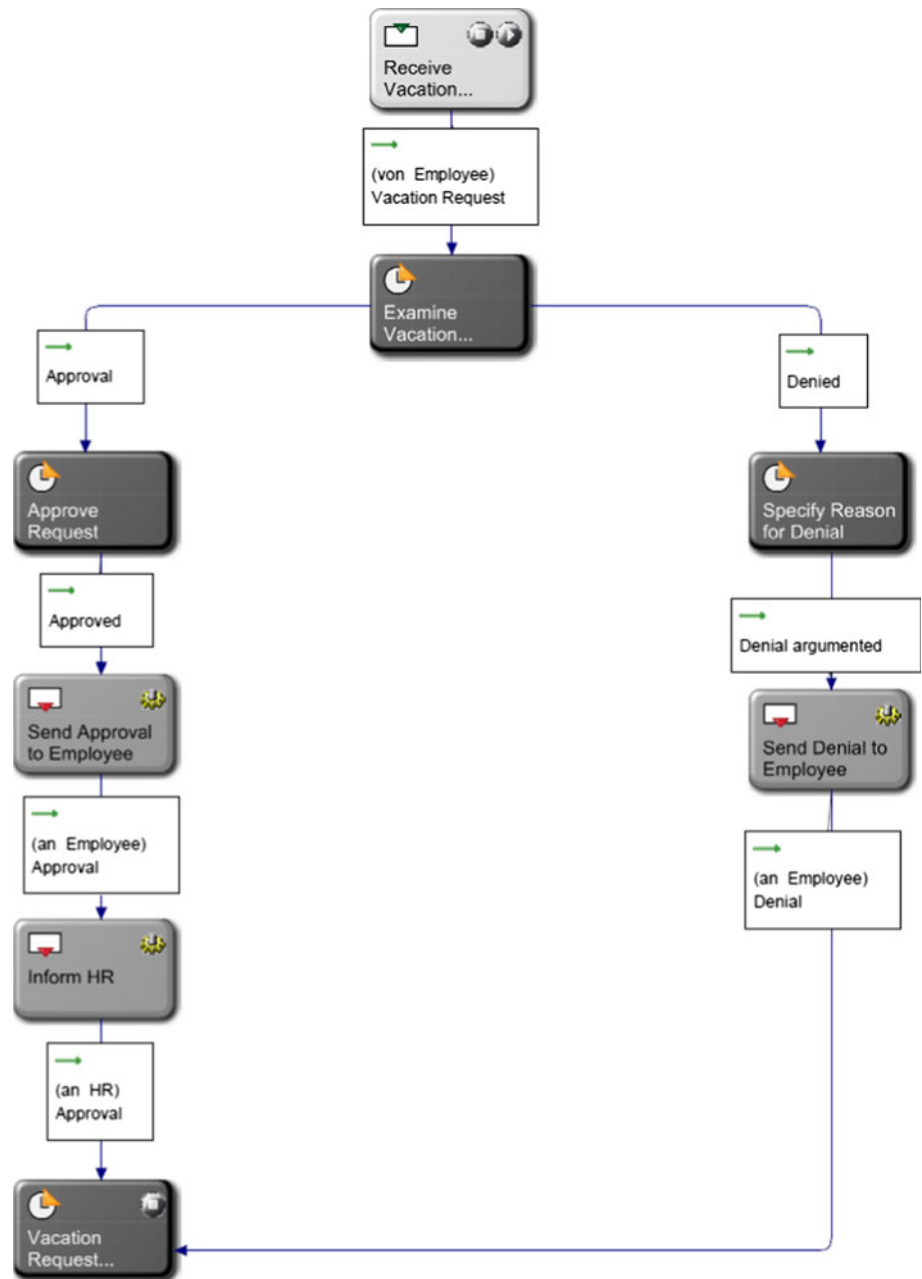 Receive
Vacation...
(von Employee)
Vacation Request
Examine
Vacation...
Approval
Denied
Approve
Request
Specify Reason
for Denial
Approved
Denial argumented
Send Approval
to Employee
Send Denial to
Employee
(an Employee)
Approval
(an Employee)
Denial
Inform HR
(an HR)
Approval
Vacation
Request...